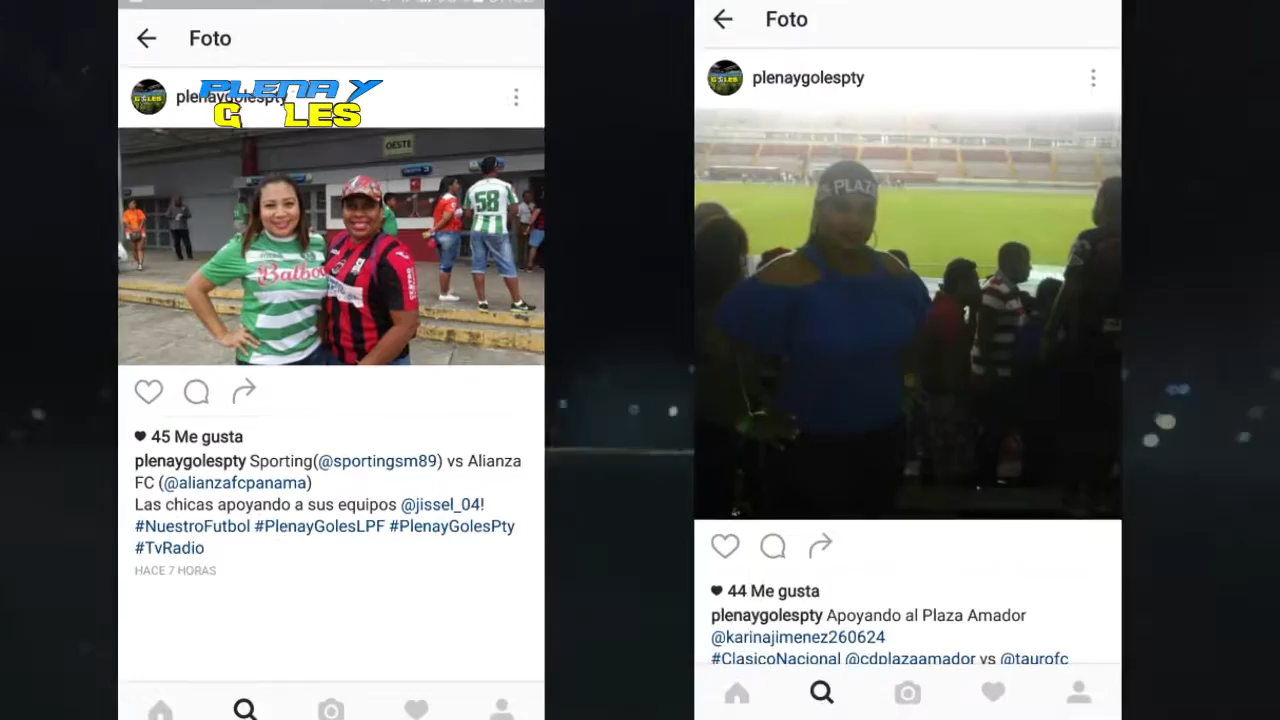 Foto
plenaygolespty
PLENA Y
G LES
OESTE
58
Balboa
45 Me gusta
plenaygolespty Sporting(@sportingsm89) vs Alianza
FC (@alianzafcpanama)
Las chicas apoyando a sus equipos @jissel_04!
#NuestroFutbol #PlenayGolesLPF #PlenayGolesPty
#TvRadio
HACE 7 HORAS
Foto
plenaygolespty
PLAZA
44 Me gusta
plenaygolespty Apoyando al Plaza Amador
@karinajimenez260624
#ClasicoNacional @cdplazaamador vs @taurofc